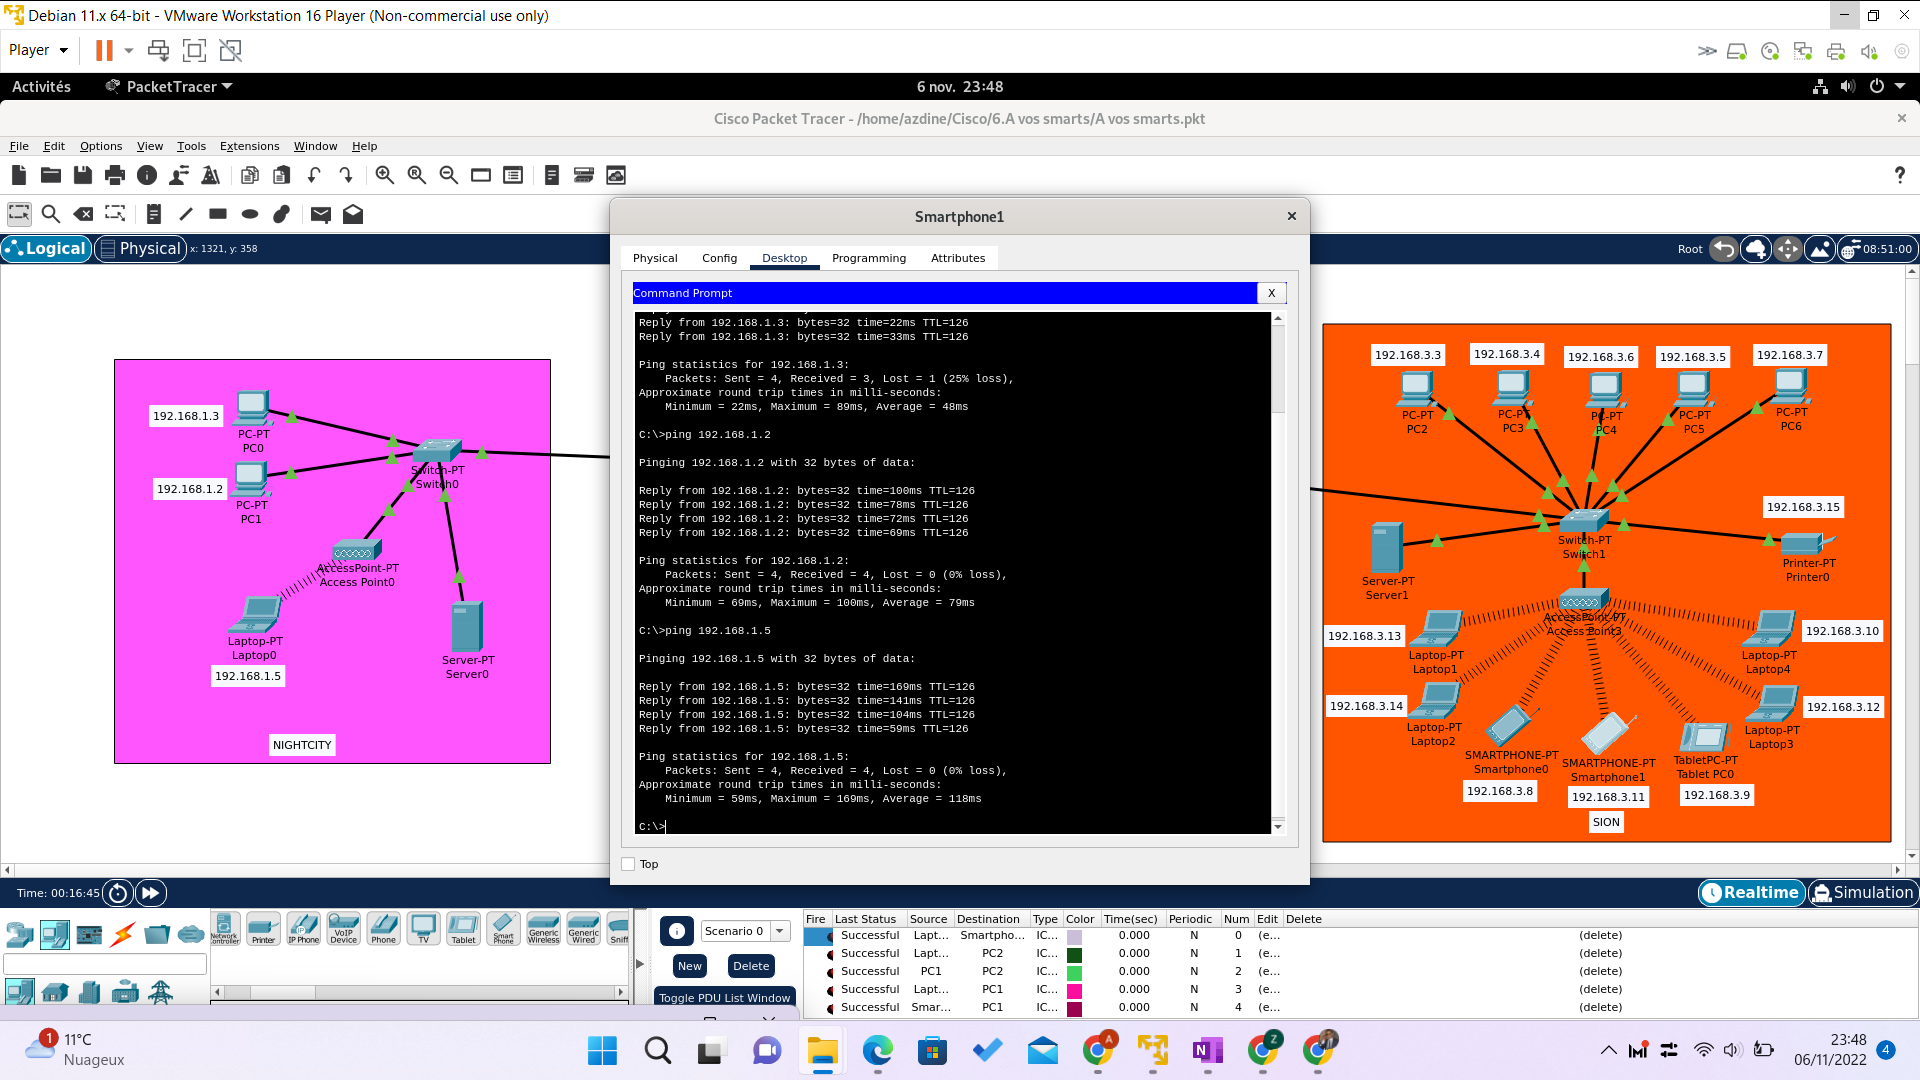 Debian 11.x 64-bit - VMware Workstation 16 Player (Non-commercial use only)
Player
Activités
PacketTracer
6 nov. 23:48
Cisco Packet Tracer - /home/azdine/Cisco/6.A vos smarts/A vos smarts.pkt
File Edit Options View Tools Extensions Window Help
Logical
Physical
x: 1321, y: 358
Root
08:51:00
Smartphone1
Physical Config Desktop Programming Attributes
Command Prompt
X
Reply from 192.168.1.3: bytes=32 time=22ms TTL=126
Reply from 192.168.1.3: bytes=32 time=33ms TTL=126
Ping statistics for 192.168.1.3:
Packets: Sent = 4, Received = 3, Lost = 1 (25% loss),
Approximate round trip times in milli-seconds:
Minimum = 22ms, Maximum = 89ms, Average = 48ms
C:\>ping 192.168.1.2
Pinging 192.168.1.2 with 32 bytes of data:
Reply from 192.168.1.2: bytes=32 time=100ms TTL=126
Reply from 192.168.1.2: bytes=32 time=78ms TTL=126
Reply from 192.168.1.2: bytes=32 time=72ms TTL=126
Reply from 192.168.1.2: bytes=32 time=69ms TTL=126
Ping statistics for 192.168.1.2:
Packets: Sent = 4, Received = 4, Lost = 0 (0% loss),
Approximate round trip times in milli-seconds:
Minimum = 69ms, Maximum = 100ms, Average = 79ms
C:\>ping 192.168.1.5
Pinging 192.168.1.5 with 32 bytes of data:
Reply from 192.168.1.5: bytes=32 time=169ms TTL=126
Reply from 192.168.1.5: bytes=32 time=141ms TTL=126
Reply from 192.168.1.5: bytes=32 time=104ms TTL=126
Reply from 192.168.1.5: bytes=32 time=59ms TTL=126
Ping statistics for 192.168.1.5:
Packets: Sent = 4, Received = 4, Lost = 0 (0% loss),
Approximate round trip times in milli-seconds:
Minimum = 59ms, Maximum = 169ms, Average = 118ms
C:\>
Top
192.168.1.3
PC-PT
PC0
192.168.1.2
PC-PT
PC1
Switch-PT
Switch0
AccessPoint-PT
Access Point0
Laptop-PT
Laptop0
192.168.1.5
Server-PT
Server0
NIGHTCITY
192.168.3.3
192.168.3.4
192.168.3.6
192.168.3.5
192.168.3.7
PC-PT
PC2
PC-PT
PC3
PC-PT
PC4
PC-PT
PC5
PC-PT
PC6
192.168.3.15
Switch-PT
Switch1
Server-PT
Server1
Printer-PT
Printer0
AccessPoint-PT
Access Point3
192.168.3.13
Laptop-PT
Laptop1
192.168.3.10
Laptop-PT
Laptop4
192.168.3.14
Laptop-PT
Laptop2
192.168.3.12
Laptop-PT
Laptop3
SMARTPHONE-PT
Smartphone0
192.168.3.8
SMARTPHONE-PT
Smartphone1
192.168.3.11
TabletPC-PT
Tablet PC0
192.168.3.9
SION
Time: 00:16:45
Realtime
Simulation
Network Controller
Printer
IP Phone
VoIP Device
Phone
TV
Tablet
Smart Phone
Generic Wireless
Generic Wired
Sniff
Scenario 0
New
Delete
Toggle PDU List Window
Fire Last Status Source Destination Type Color Time(sec) Periodic Num Edit Delete
Successful Lapt... Smartpho... IC... 0.000 N 0 (e... (delete)
Successful Lapt... PC2 IC... 0.000 N 1 (e... (delete)
Successful PC1 PC2 IC... 0.000 N 2 (e... (delete)
Successful Lapt... PC1 IC... 0.000 N 3 (e... (delete)
Successful Smar... PC1 IC... 0.000 N 4 (e... (delete)
1
11°C
Nuageux
A
Z
23:48
06/11/2022
4